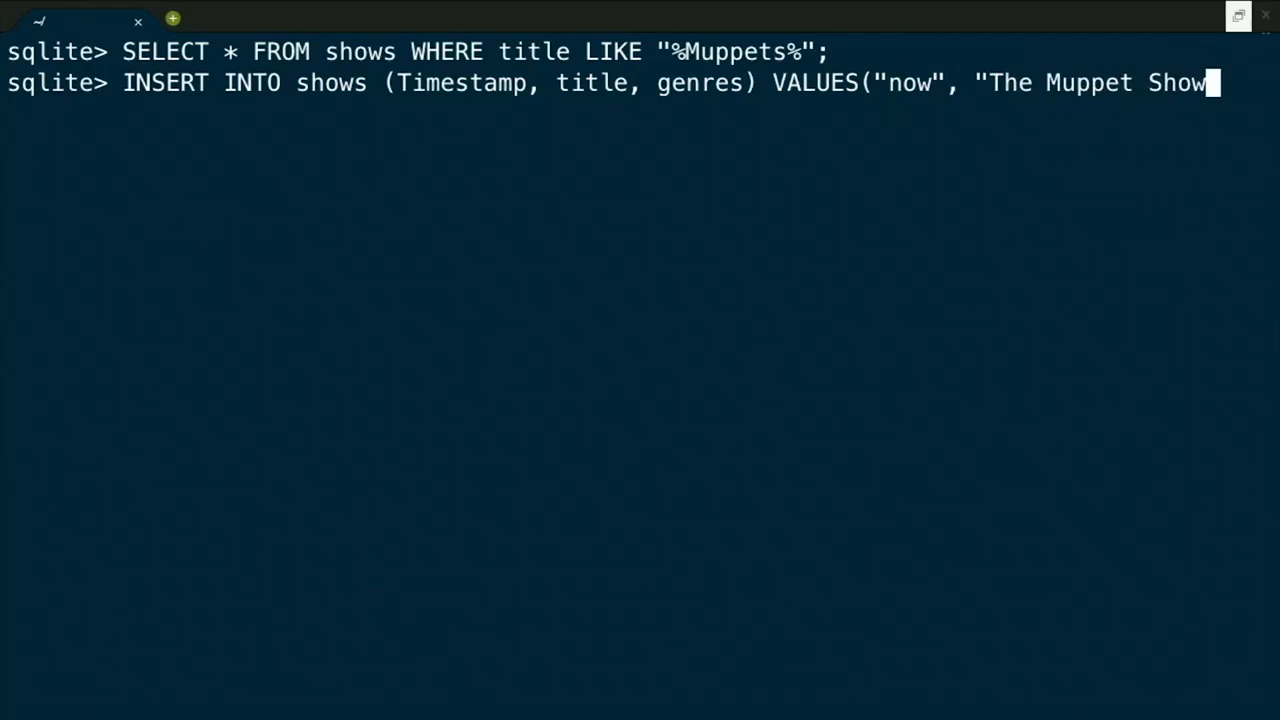 ~/
sqlite> SELECT * FROM shows WHERE title LIKE "%Muppets%";
sqlite> INSERT INTO shows (Timestamp, title, genres) VALUES("now", "The Muppet Show